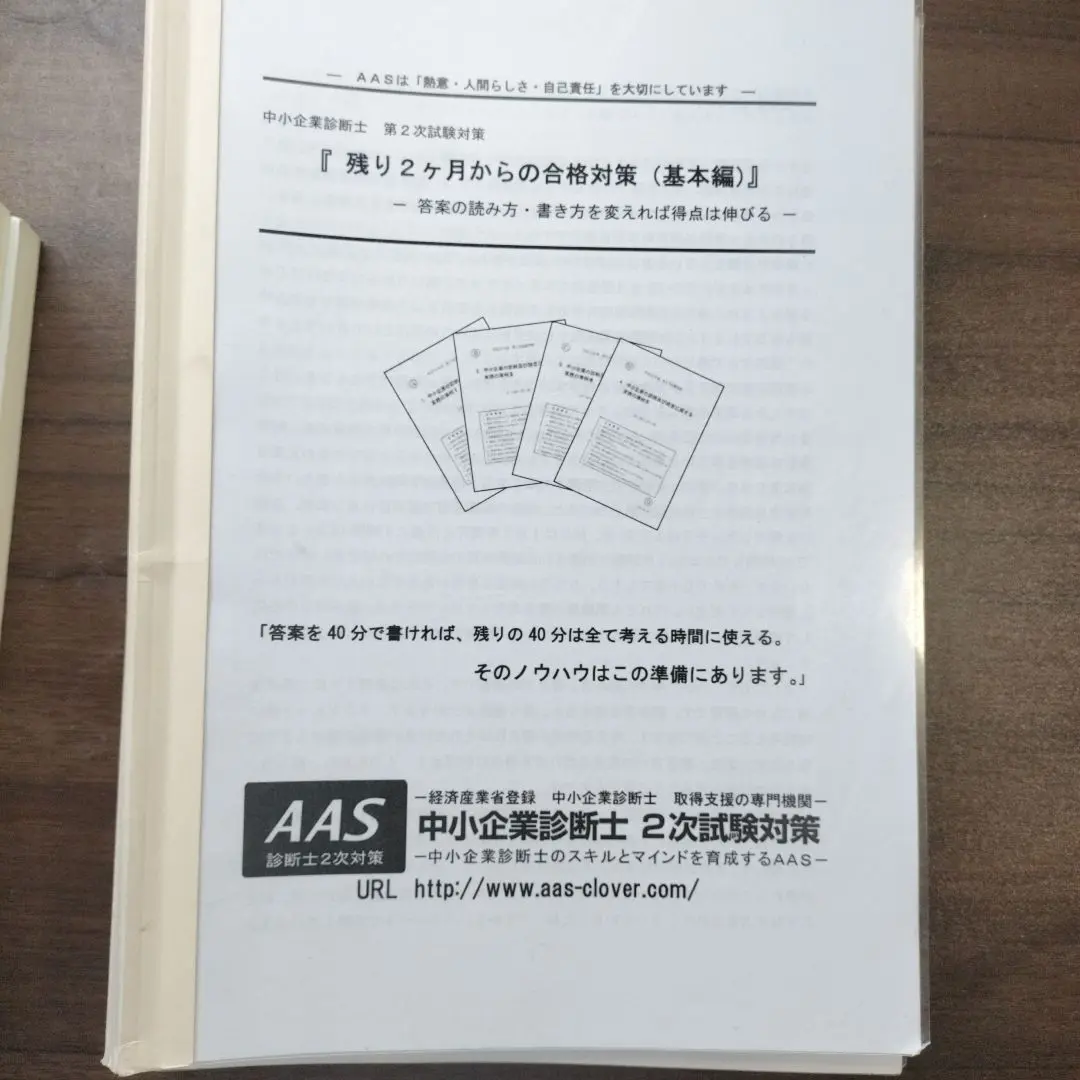 ― ＡＡＳは「熱意・人間らしさ・自己責任」を大切にしています ―
中小企業診断士　第２次試験対策
『 残り２ヶ月からの合格対策（基本編）』
― 答案の読み方・書き方を変えれば得点は伸びる ―
「答案を 40 分で書ければ、残りの 40 分は全て考える時間に使える。
そのノウハウはこの準備にあります。」
AAS
診断士２次対策
－経済産業省登録　中小企業診断士　取得支援の専門機関－
中小企業診断士 ２次試験対策
－中小企業診断士のスキルとマインドを育成するＡＡＳ－
URL http://www.aas-clover.com/